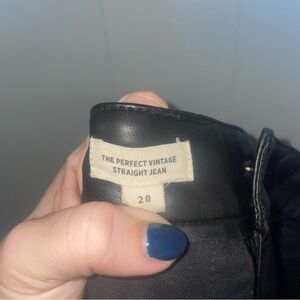 THE PERFECT VINTAGE
STRAIGHT JEAN
28